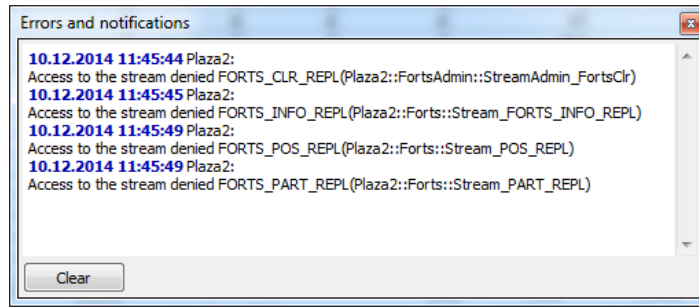 Errors and notifications
10.12.2014 11:45:44 Plaza2:
Access to the stream denied FORTS_CLR_REPL(Plaza2::FortsAdmin::StreamAdmin_FortsClr)
10.12.2014 11:45:45 Plaza2:
Access to the stream denied FORTS_INFO_REPL(Plaza2::Forts::Stream_FORTS_INFO_REPL)
10.12.2014 11:45:49 Plaza2:
Access to the stream denied FORTS_POS_REPL(Plaza2::Forts::Stream_POS_REPL)
10.12.2014 11:45:49 Plaza2:
Access to the stream denied FORTS_PART_REPL(Plaza2::Forts::Stream_PART_REPL)
Clear